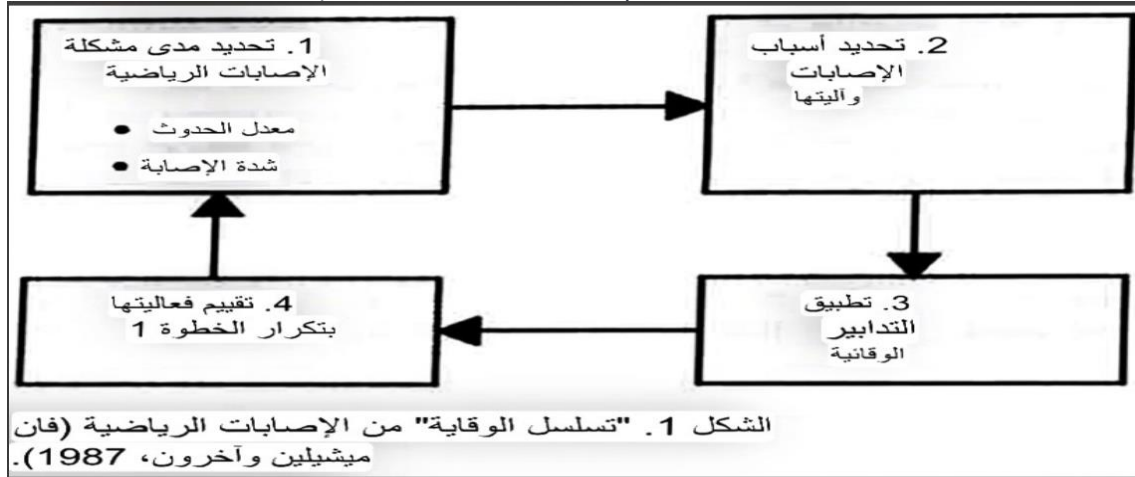 1. تحديد مدى مشكلة
الإصابات الرياضية
● معدل الحدوث
● شدة الإصابة
2. تحديد أسباب
الإصابات
وآليتها
3. تطبيق
التدابير
الوقائية
4. تقييم فعاليتها
بتكرار الخطوة 1
الشكل 1. "تسلسل الوقاية" من الإصابات الرياضية (فان
ميشيلين وآخرون، 1987).